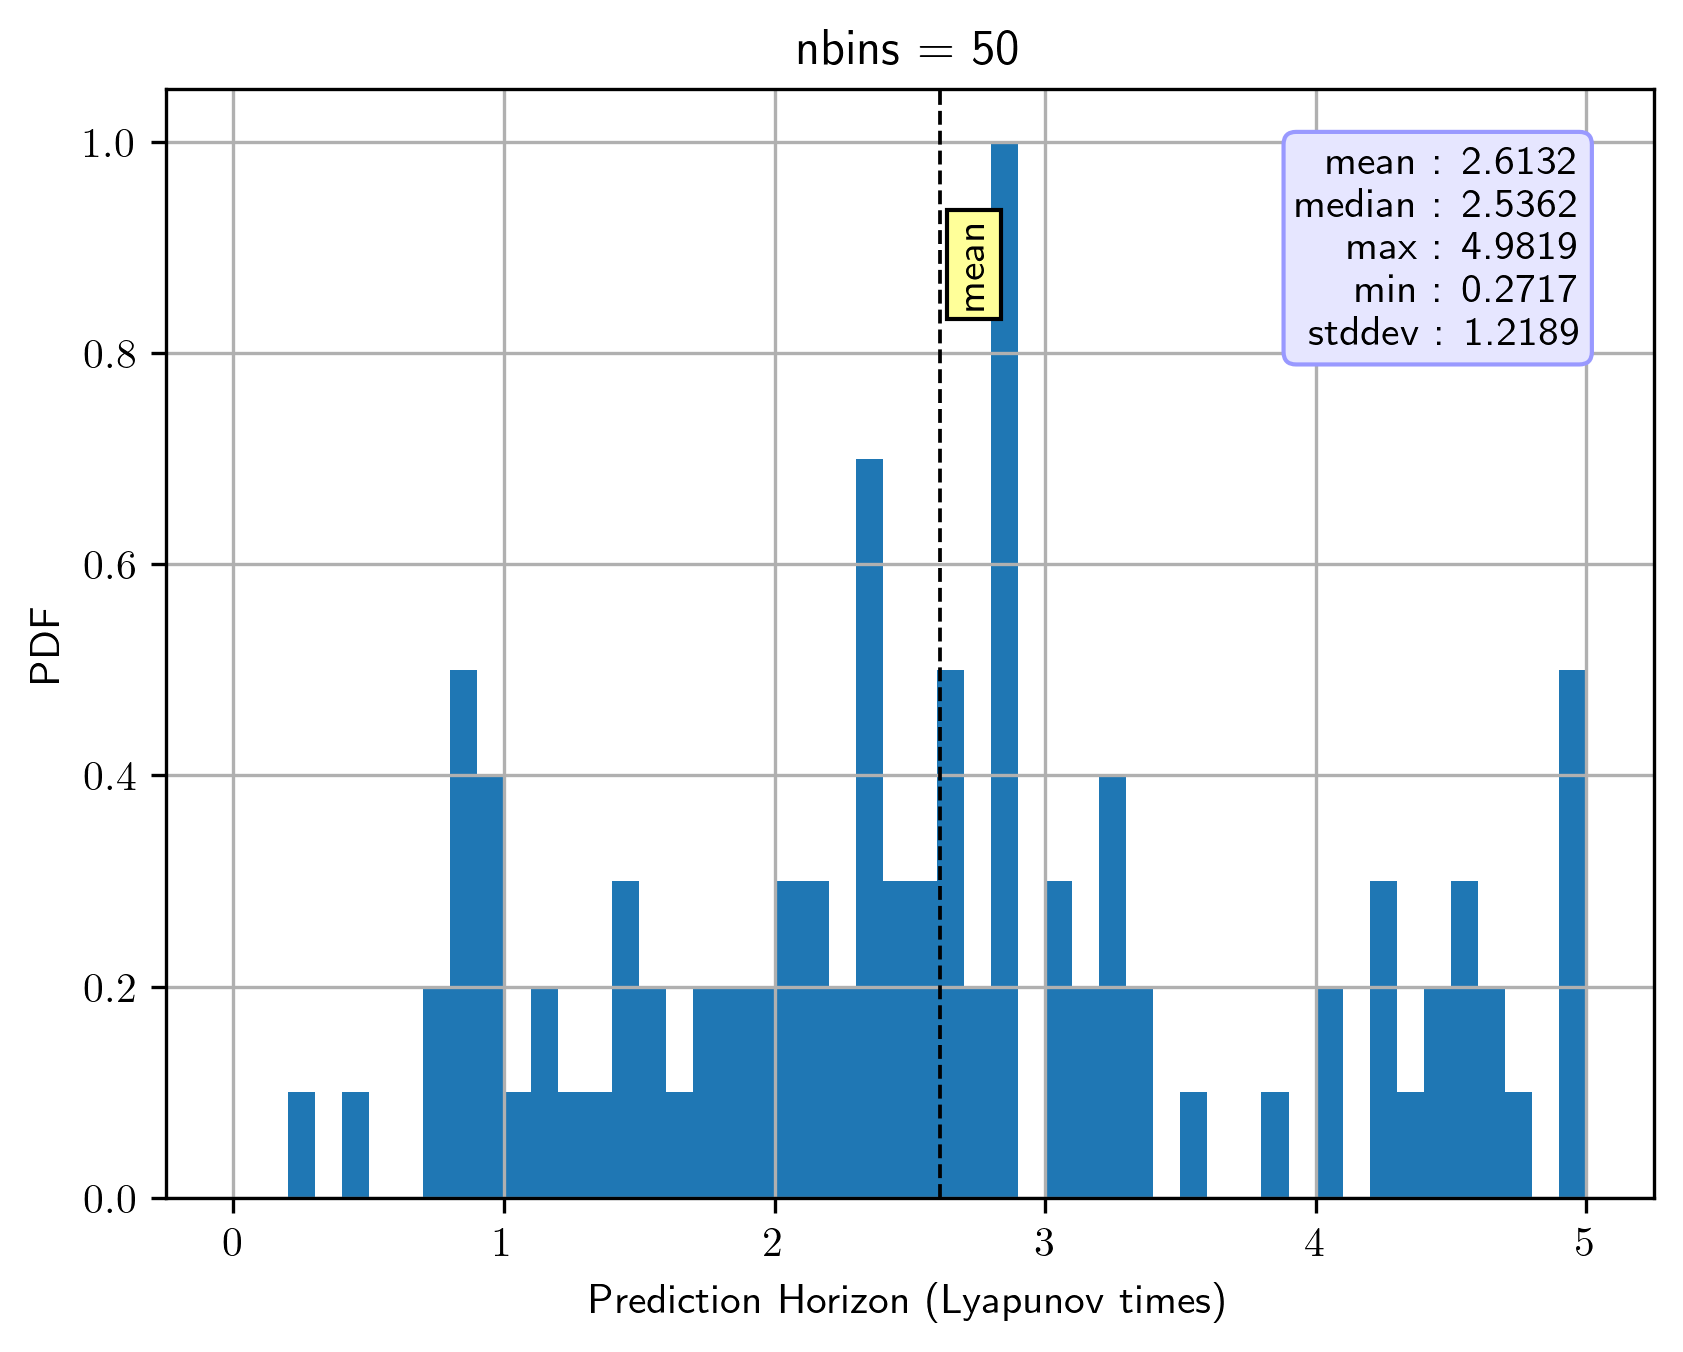 nbins = 50
1.0
0.8
0.6
0.4
0.2
0.0
PDF
mean
mean : 2.6132
median : 2.5362
max : 4.9819
min : 0.2717
stddev : 1.2189
0 1 2 3 4 5
Prediction Horizon (Lyapunov times)